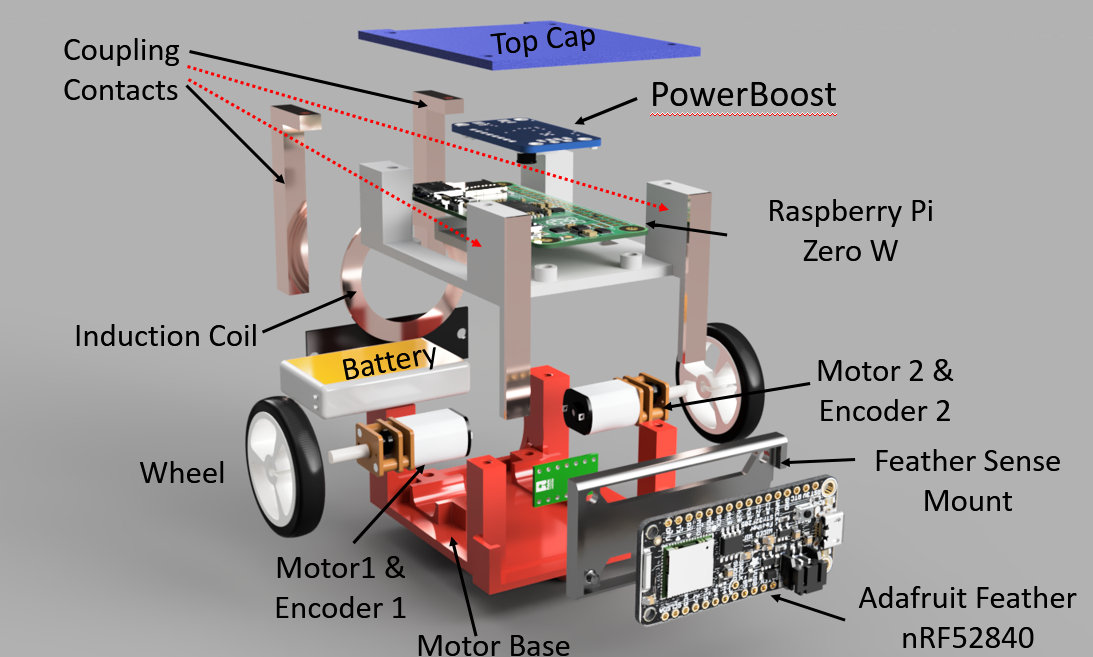 Top Cap
Coupling
Contacts
PowerBoost
Raspberry Pi
Zero W
Induction Coil
Battery
Motor 2 &
Encoder 2
Wheel
Feather Sense
Mount
Motor1 &
Encoder 1
Adafruit Feather
nRF52840
Motor Base